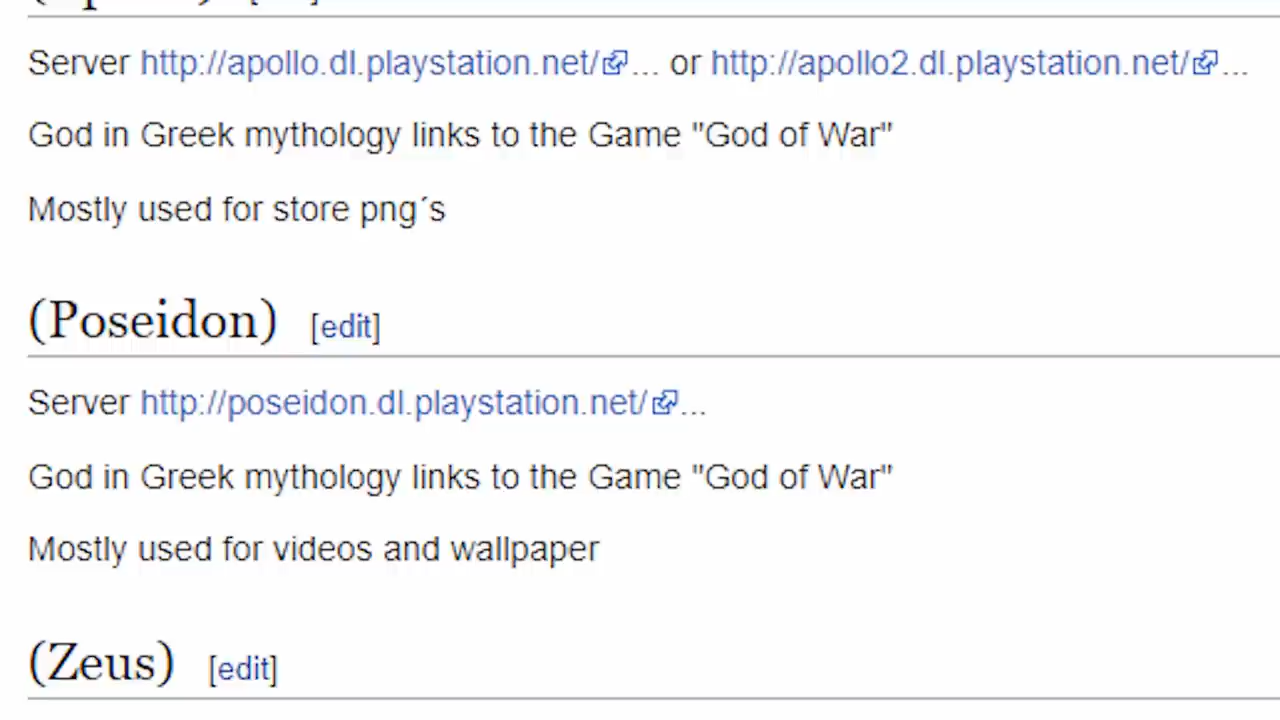 Server http://apollo.dl.playstation.net/... or http://apollo2.dl.playstation.net/...
God in Greek mythology links to the Game "God of War"
Mostly used for store png´s
(Poseidon) [edit]
Server http://poseidon.dl.playstation.net/...
God in Greek mythology links to the Game "God of War"
Mostly used for videos and wallpaper
(Zeus) [edit]